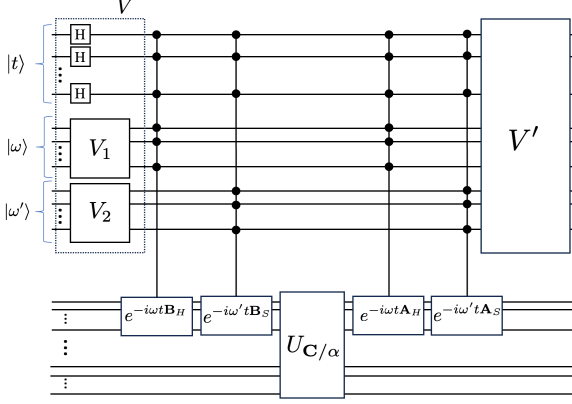 V
H
|t⟩
H
⋮
H
|ω⟩
⋮
V₁
V′
|ω′⟩
⋮
V₂
e^{-iωt𝐁_H}
e^{-iω′t𝐁_S}
U_{𝐂/α}
e^{-iωt𝐀_H}
e^{-iω′t𝐀_S}
⋮
⋮
⋮